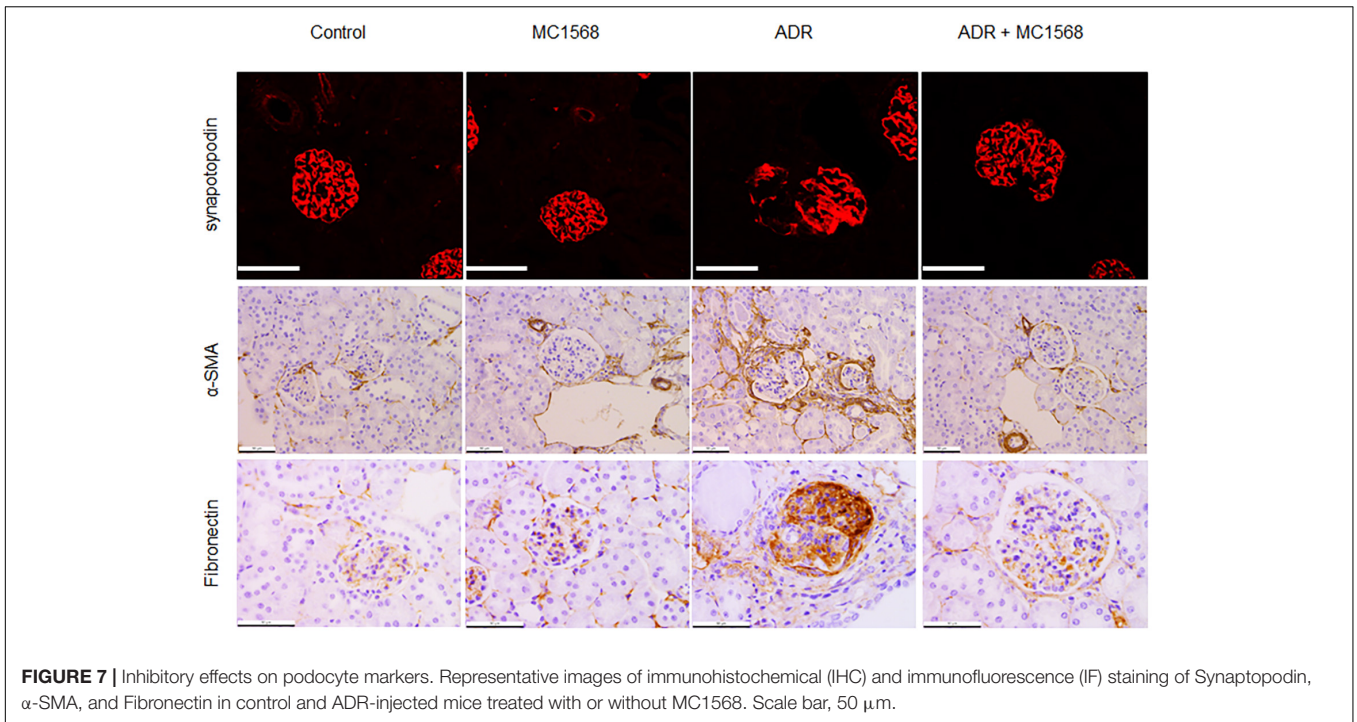 Control MC1568 ADR ADR + MC1568
synapotopodin
α-SMA
Fibronectin
FIGURE 7 | Inhibitory effects on podocyte markers. Representative images of immunohistochemical (IHC) and immunofluorescence (IF) staining of Synaptopodin,
α-SMA, and Fibronectin in control and ADR-injected mice treated with or without MC1568. Scale bar, 50 μm.